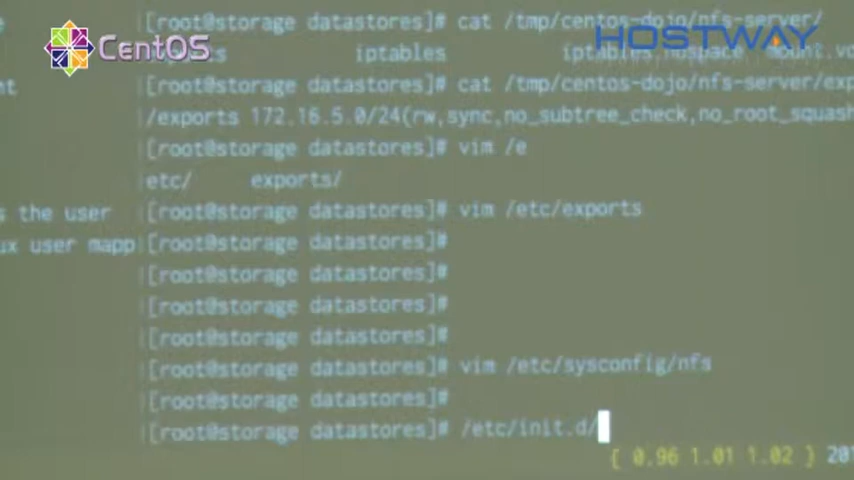 [root@storage datastores]# cat /tmp/centos-dojo/nfs-server/
CentOS
HOSTWAY
iptables
[root@storage datastores]# cat /tmp/centos-dojo/nfs-server/exp
/exports 172.16.5.0/24(rw,sync,no_subtree_check,no_root_squash
[root@storage datastores]# vim /e
etc/ exports/
s the user [root@storage datastores]# vim /etc/exports
ux user mapp [root@storage datastores]#
[root@storage datastores]#
[root@storage datastores]#
[root@storage datastores]#
[root@storage datastores]# vim /etc/sysconfig/nfs
[root@storage datastores]#
[root@storage datastores]# /etc/init.d/
{ 0.96 1.01 1.02 } 201